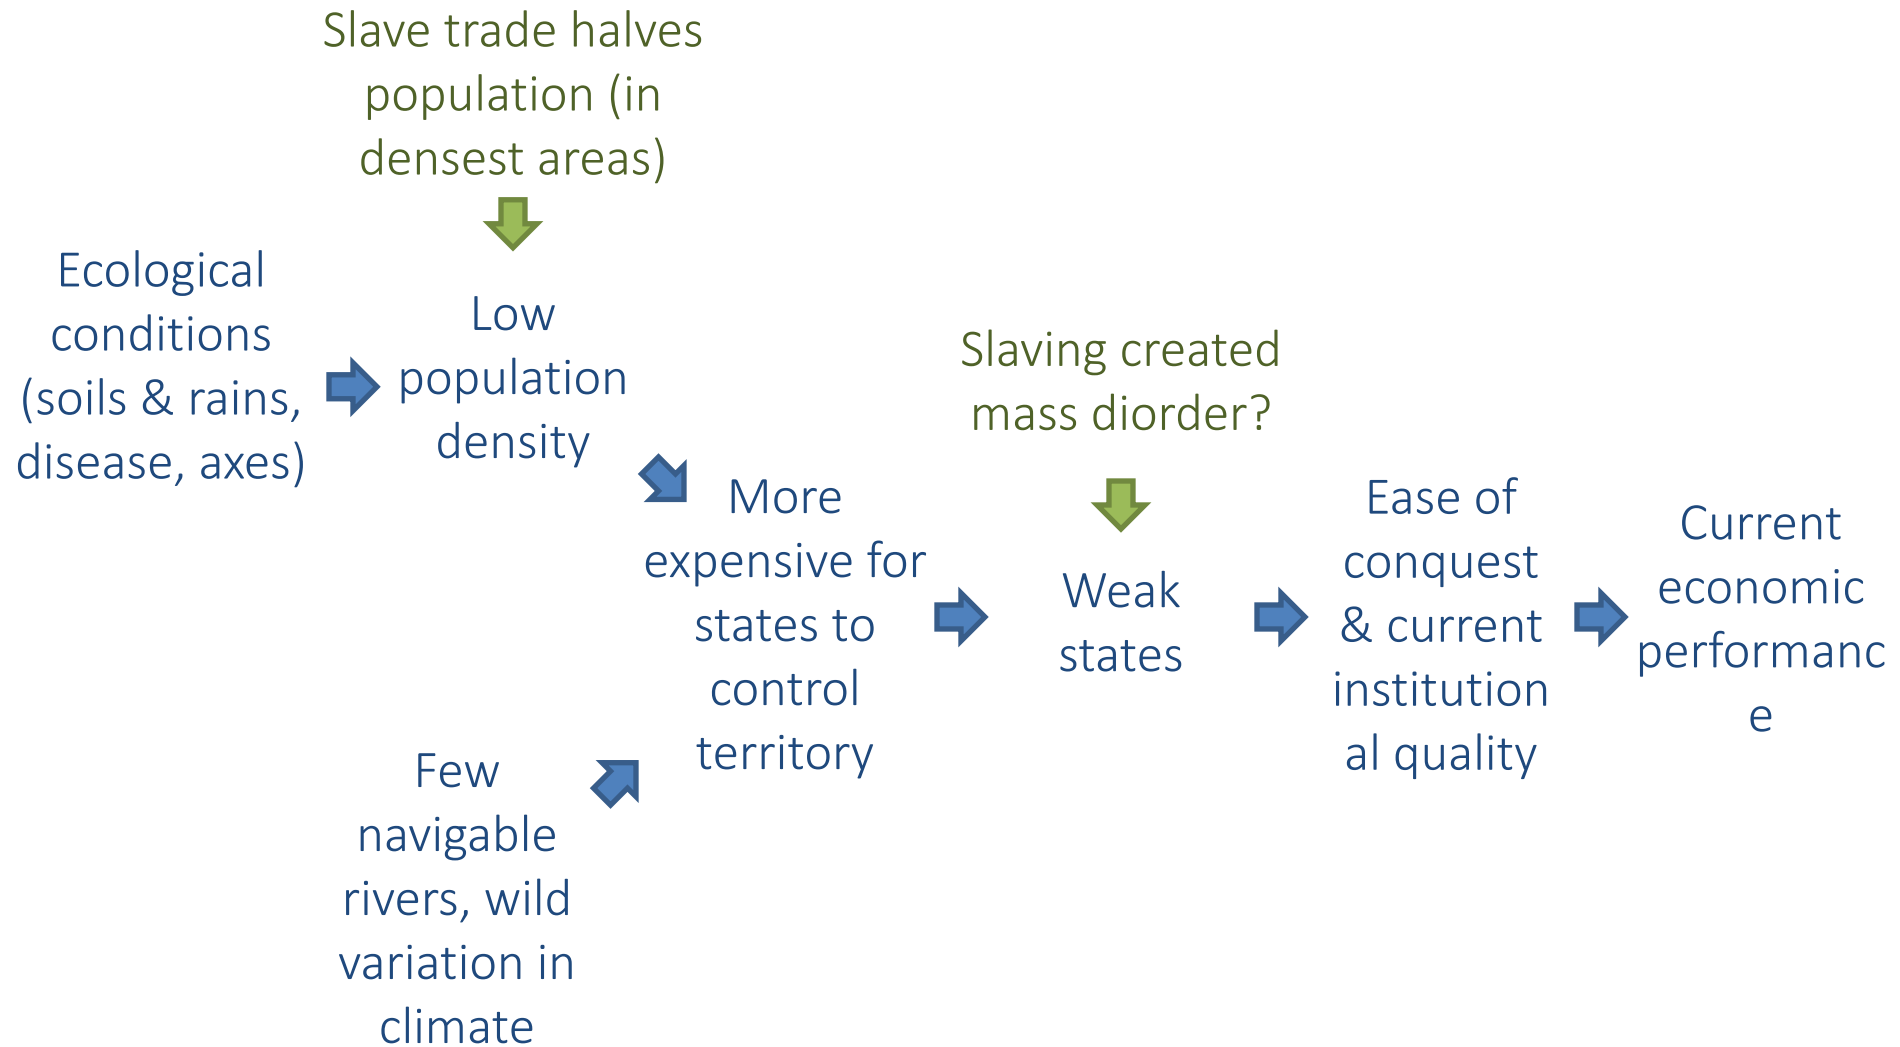 Slave trade halves
population (in
densest areas)
Ecological
conditions
(soils & rains,
disease, axes)
Low
population
density
Few
navigable
rivers, wild
variation in
climate
More
expensive for
states to
control
territory
Slaving created
mass diorder?
Weak
states
Ease of
conquest
& current
institution
al quality
Current
economic
performanc
e